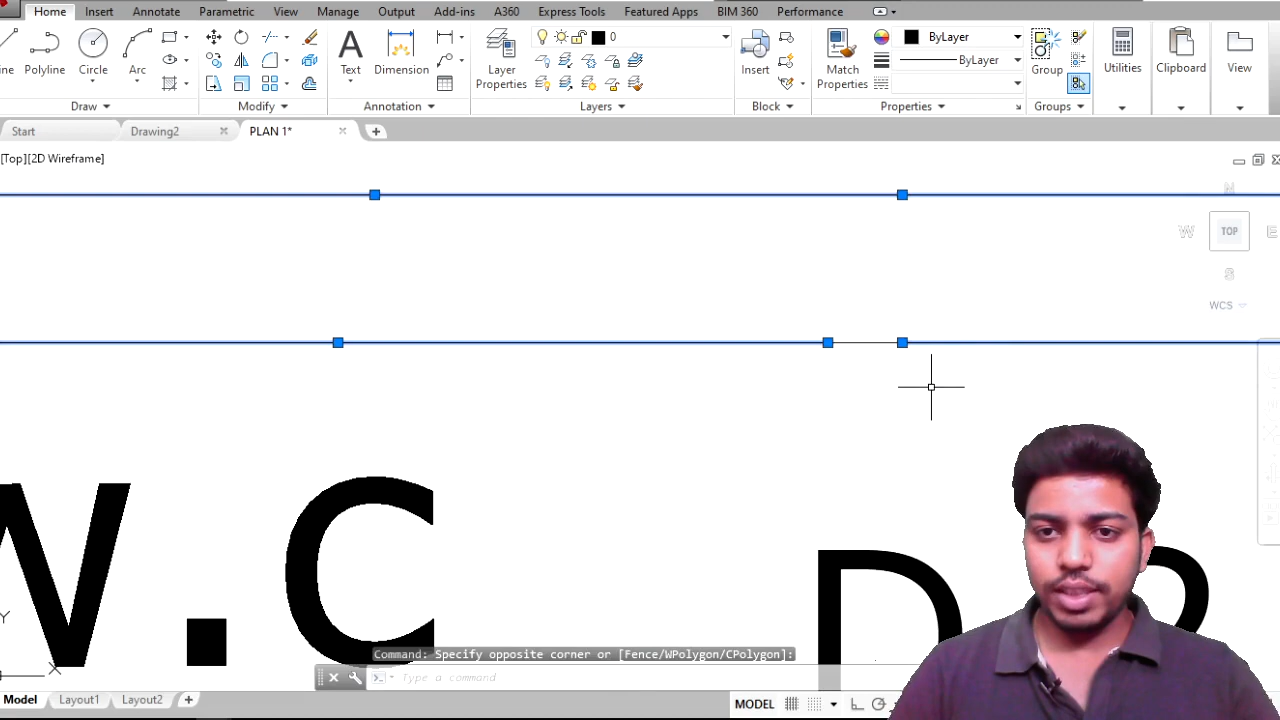 Home Insert Annotate Parametric View Manage Output Add-ins A360 Express Tools Featured Apps BIM 360 Performance
0 ByLayer
Polyline Circle Arc Text Dimension Layer Properties Insert Match Properties ByLayer Group Utilities Clipboard View
Draw Modify Annotation Layers Block Properties Groups
Start Drawing2 PLAN 1*
[Top][2D Wireframe]
N
W TOP E
S
WCS
W.C
Y
X
Command: Specify opposite corner or [Fence/WPolygon/CPolygon]:
Type a command
Model Layout1 Layout2 MODEL